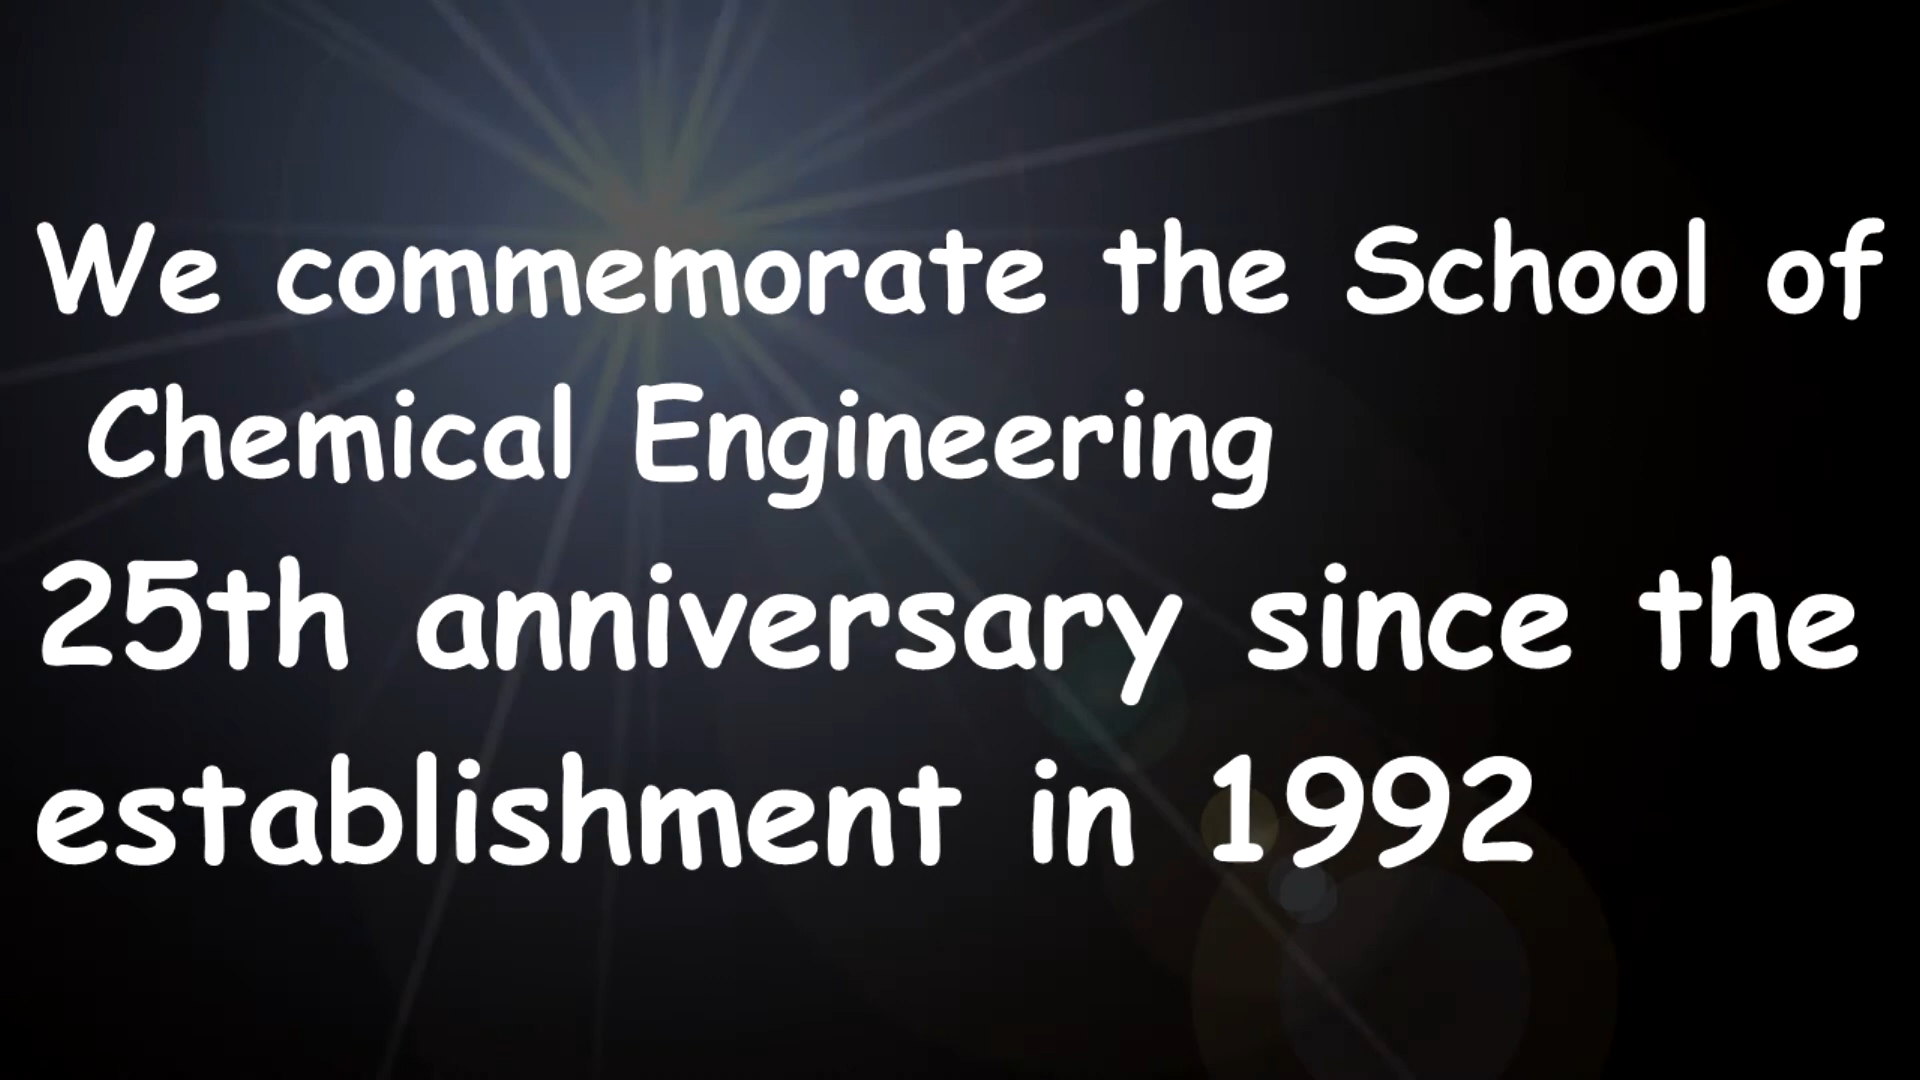 We commemorate the School of
Chemical Engineering
25th anniversary since the
establishment in 1992